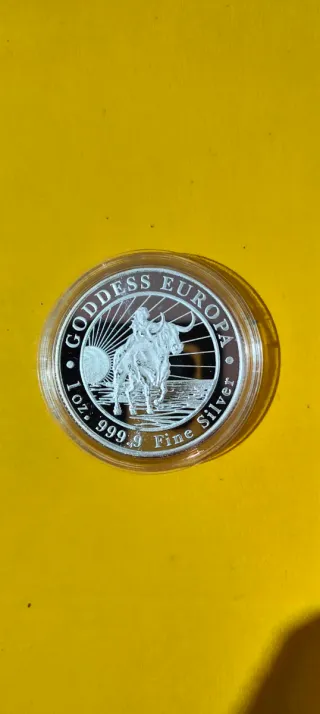 GODDESS EUROPA
• 1 oz. 999.9 Fine Silver •